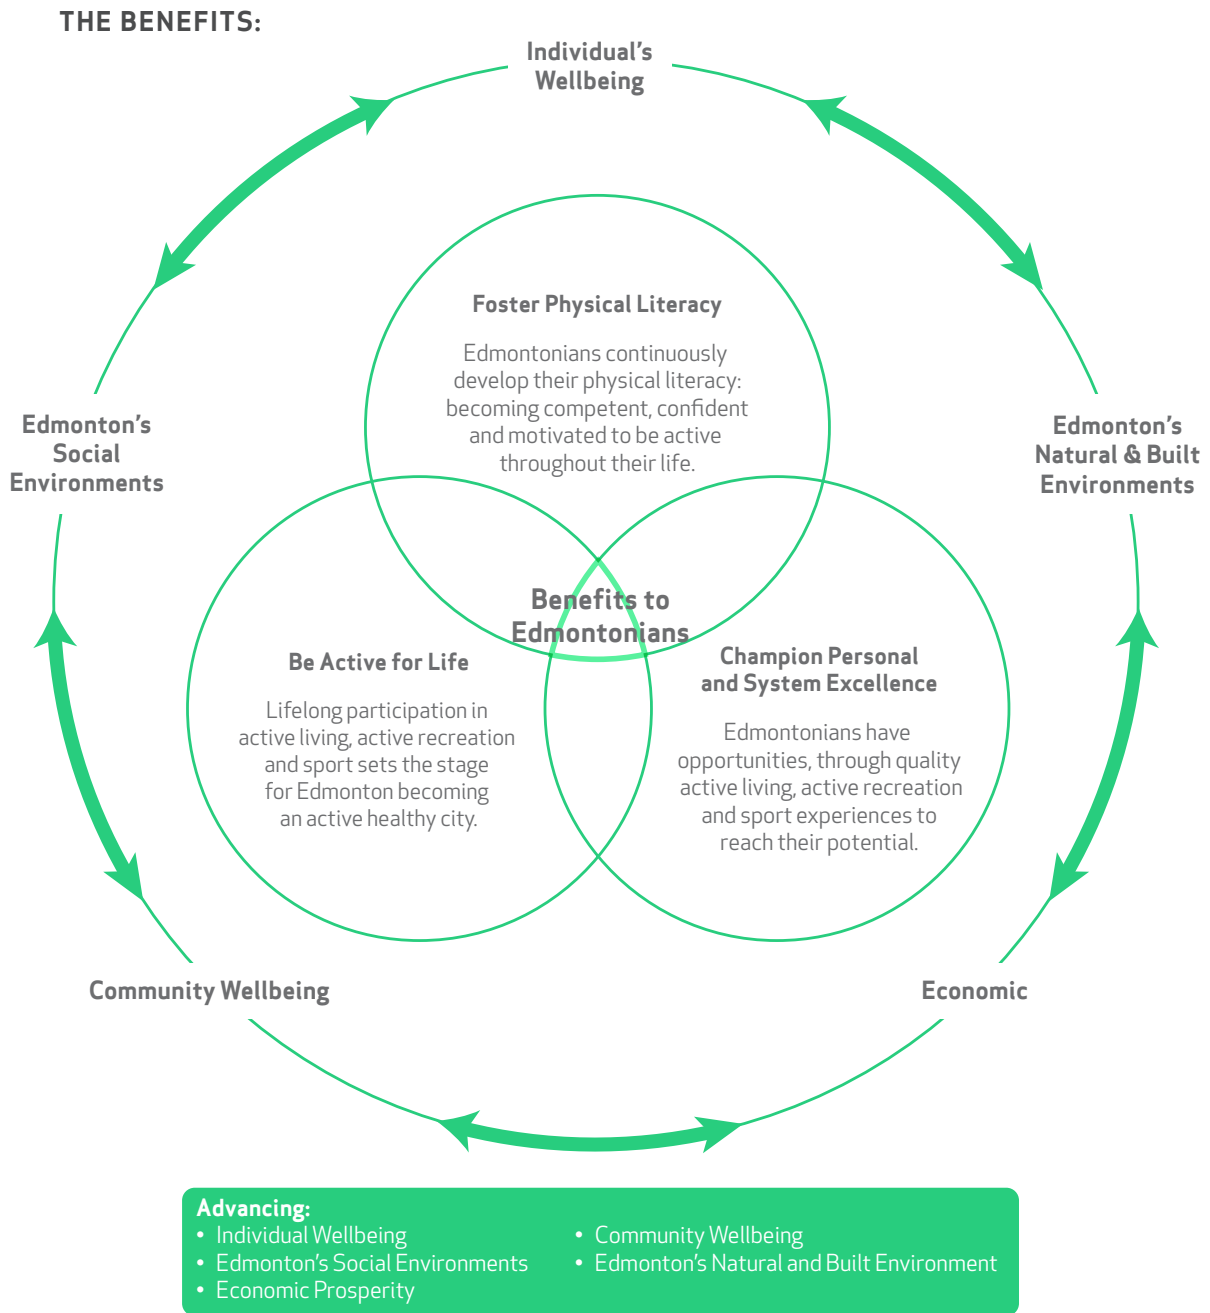 THE BENEFITS:
Individual’s
Wellbeing
Edmonton’s
Social
Environments
Edmonton’s
Natural & Built
Environments
Foster Physical Literacy
Edmontonians continuously
develop their physical literacy:
becoming competent, confident
and motivated to be active
throughout their life.
Benefits to
Edmontonians
Be Active for Life
Lifelong participation in
active living, active recreation
and sport sets the stage
for Edmonton becoming
an active healthy city.
Champion Personal
and System Excellence
Edmontonians have
opportunities, through quality
active living, active recreation
and sport experiences to
reach their potential.
Community Wellbeing
Economic
Advancing:
• Individual Wellbeing
• Edmonton’s Social Environments
• Economic Prosperity
• Community Wellbeing
• Edmonton’s Natural and Built Environment